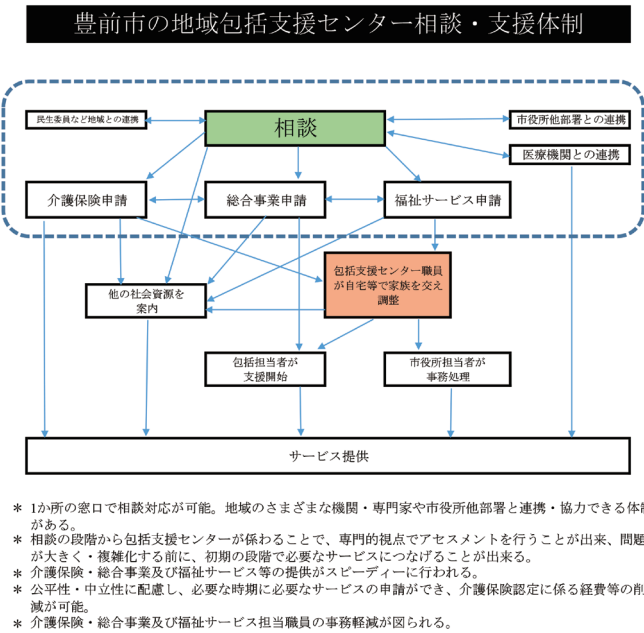 豊前市の地域包括支援センター相談・支援体制
民生委員など地域との連携
相談
市役所他部署との連携
医療機関との連携
介護保険申請
総合事業申請
福祉サービス申請
包括支援センター職員
が自宅等で家族を交え
調整
他の社会資源を
案内
包括担当者が
支援開始
市役所担当者が
事務処理
サービス提供
＊ 1か所の窓口で相談対応が可能。地域のさまざまな機関・専門家や市役所他部署と連携・協力できる体
がある。
＊ 相談の段階から包括支援センターが係わることで、専門的視点でアセスメントを行うことが出来、問題
が大きく・複雑化する前に、初期の段階で必要なサービスにつなげることが出来る。
＊ 介護保険・総合事業及び福祉サービス等の提供がスピーディーに行われる。
＊ 公平性・中立性に配慮し、必要な時期に必要なサービスの申請ができ、介護保険認定に係る経費等の削
減が可能。
＊ 介護保険・総合事業及び福祉サービス担当職員の事務軽減が図られる。